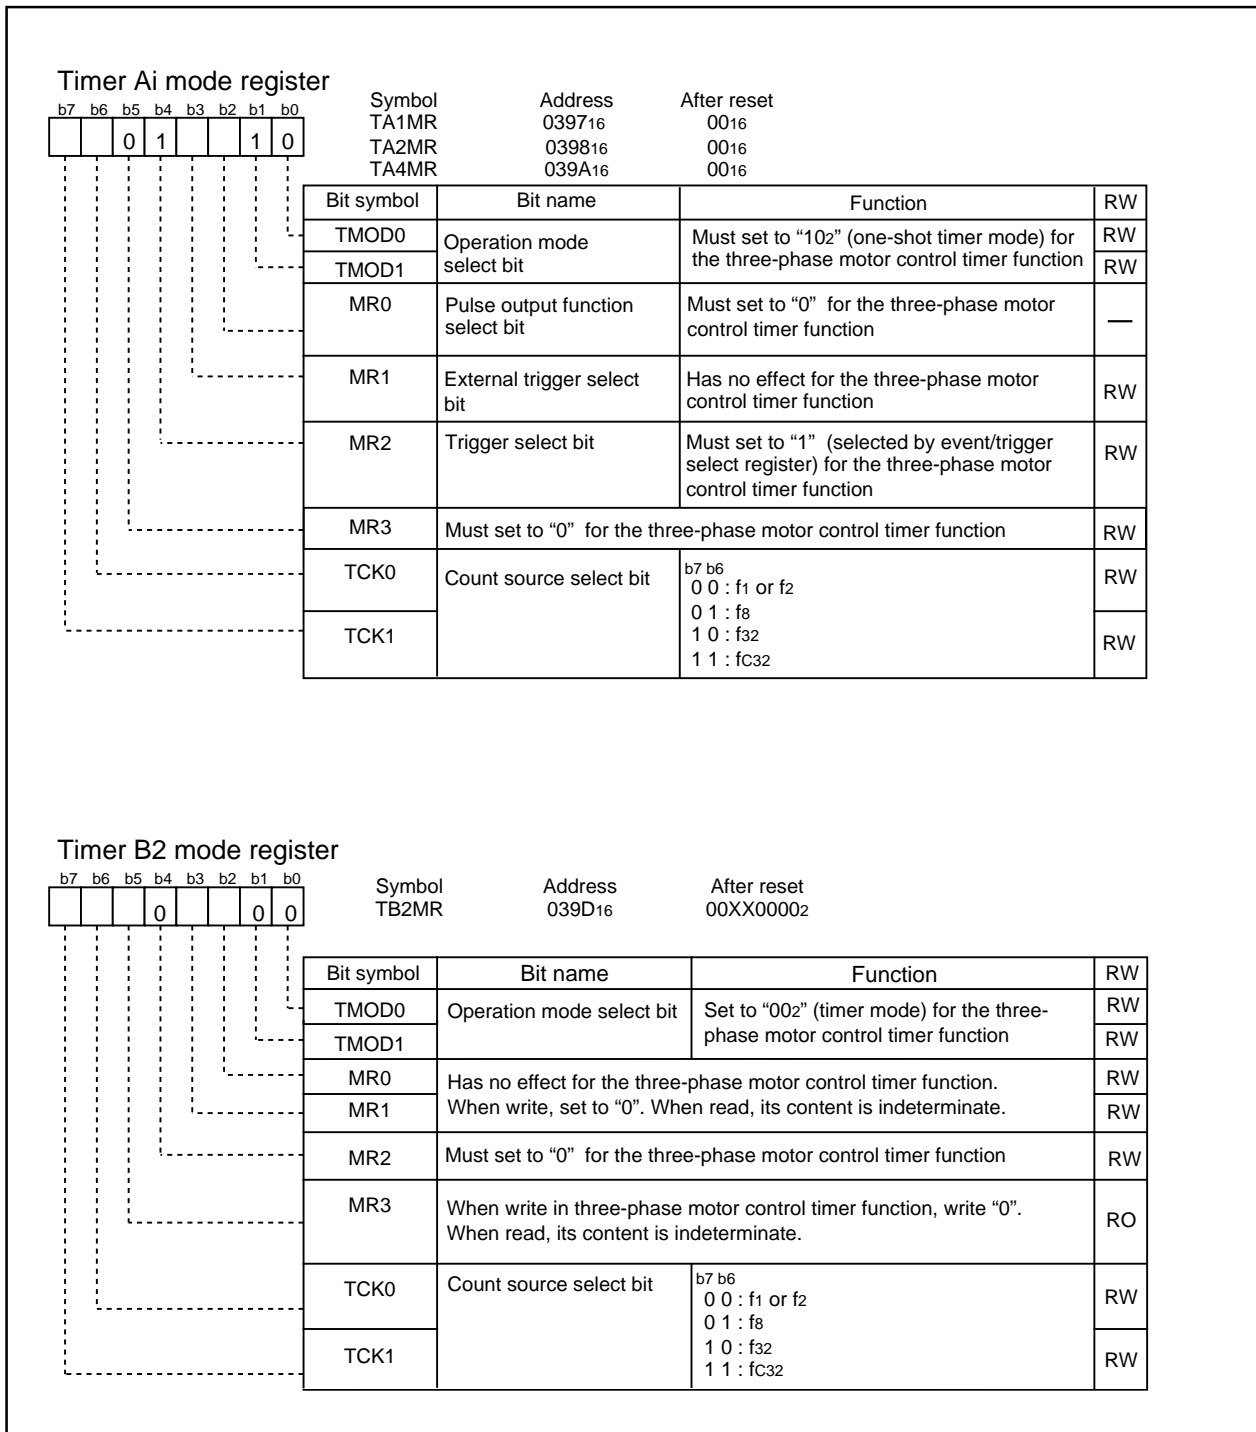 Timer Ai mode register
b7 b6 b5 b4 b3 b2 b1 b0
0 1 1 0
Symbol Address After reset
TA1MR 039716 0016
TA2MR 039816 0016
TA4MR 039A16 0016
Bit symbol Bit name Function RW
TMOD0 Operation mode Must set to “102” (one-shot timer mode) for RW
TMOD1 select bit the three-phase motor control timer function RW
MR0 Pulse output function Must set to “0” for the three-phase motor —
select bit control timer function
MR1 External trigger select Has no effect for the three-phase motor RW
bit control timer function
MR2 Trigger select bit Must set to “1” (selected by event/trigger RW
select register) for the three-phase motor
control timer function
MR3 Must set to “0” for the three-phase motor control timer function RW
TCK0 Count source select bit b7 b6 RW
0 0 : f1 or f2
0 1 : f8
TCK1 1 0 : f32 RW
1 1 : fC32
Timer B2 mode register
b7 b6 b5 b4 b3 b2 b1 b0
0 0 0
Symbol Address After reset
TB2MR 039D16 00XX00002
Bit symbol Bit name Function RW
TMOD0 Operation mode select bit Set to “002” (timer mode) for the three- RW
TMOD1 phase motor control timer function RW
MR0 Has no effect for the three-phase motor control timer function. RW
MR1 When write, set to “0”. When read, its content is indeterminate. RW
MR2 Must set to “0” for the three-phase motor control timer function RW
MR3 When write in three-phase motor control timer function, write “0”. RO
When read, its content is indeterminate.
TCK0 Count source select bit b7 b6 RW
0 0 : f1 or f2
0 1 : f8
TCK1 1 0 : f32 RW
1 1 : fC32